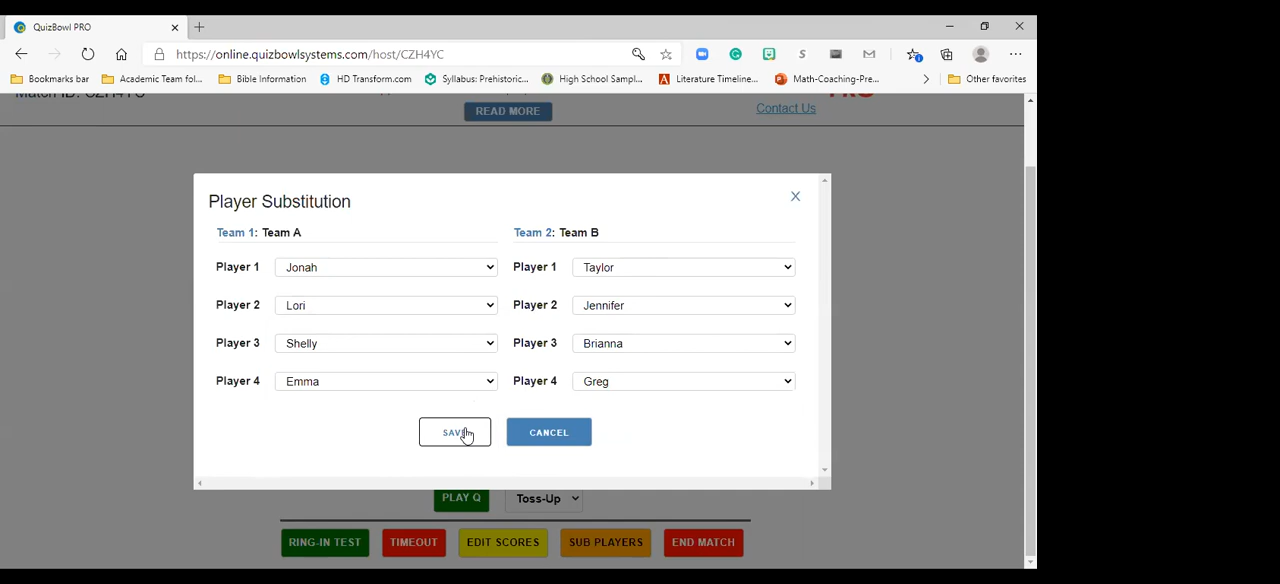 QuizBowl PRO
https://online.quizbowlsystems.com/host/CZH4YC
Bookmarks bar Academic Team fol... Bible Information HD Transform.com Syllabus: Prehistoric... High School Sampl... Literature Timeline... Math-Coaching-Pre... Other favorites
READ MORE
Contact Us
Player Substitution X
Team 1: Team A Team 2: Team B
Player 1 Jonah Player 1 Taylor
Player 2 Lori Player 2 Jennifer
Player 3 Shelly Player 3 Brianna
Player 4 Emma Player 4 Greg
SAVE CANCEL
PLAY Q Toss-Up
RING-IN TEST TIMEOUT EDIT SCORES SUB PLAYERS END MATCH